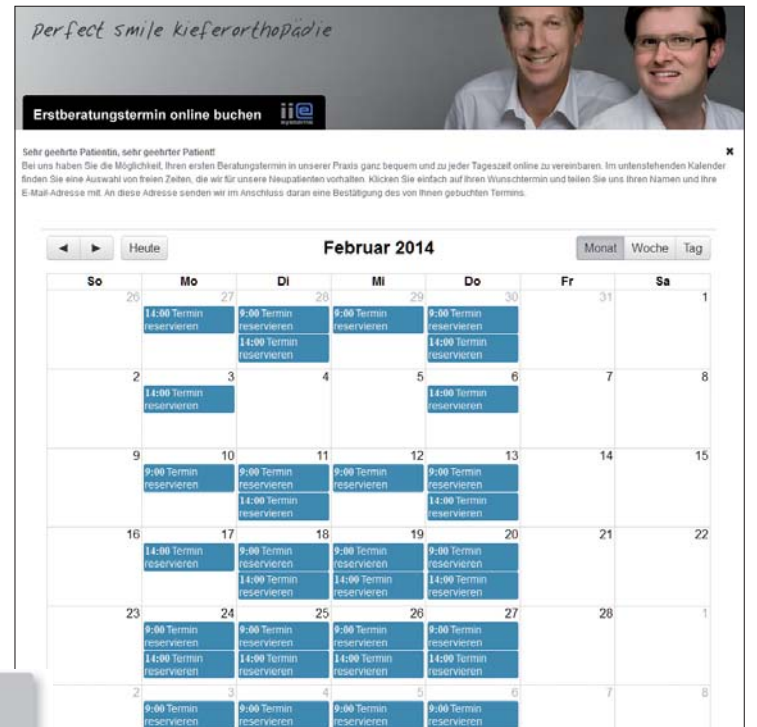 perfect smile kieferorthopädie
Erstberatungstermin online buchen iie systems
Sehr geehrte Patientin, sehr geehrter Patient!
Bei uns haben Sie die Möglichkeit, Ihren ersten Beratungstermin in unserer Praxis ganz bequem und zu jeder Tageszeit online zu vereinbaren. Im untenstehenden Kalender
finden Sie eine Auswahl von freien Zeiten, die wir für unsere Neupatienten vorhalten. Klicken Sie einfach auf Ihren Wunschtermin und teilen Sie uns Ihren Namen und Ihre
E-Mail-Adresse mit. An diese Adresse senden wir im Anschluss daran eine Bestätigung des von Ihnen gebuchten Termins.
Heute Februar 2014 Monat Woche Tag
So Mo Di Mi Do Fr Sa
26 27 28 29 30 31 1
14:00 Termin 9:00 Termin 9:00 Termin 9:00 Termin
reservieren reservieren reservieren reservieren
14:00 Termin 14:00 Termin
reservieren reservieren
2 3 4 5 6 7 8
14:00 Termin 14:00 Termin
reservieren reservieren
9 10 11 12 13 14 15
9:00 Termin 9:00 Termin 9:00 Termin 9:00 Termin
reservieren reservieren reservieren reservieren
14:00 Termin 14:00 Termin
reservieren reservieren
16 17 18 19 20 21 22
14:00 Termin 9:00 Termin 9:00 Termin 9:00 Termin
reservieren reservieren reservieren reservieren
14:00 Termin 14:00 Termin 14:00 Termin
reservieren reservieren reservieren
23 24 25 26 27 28 1
9:00 Termin 9:00 Termin 9:00 Termin 9:00 Termin
reservieren reservieren reservieren reservieren
14:00 Termin 14:00 Termin 14:00 Termin 14:00 Termin
reservieren reservieren reservieren reservieren
2 3 4 5 6 7 8
9:00 Termin 9:00 Termin 9:00 Termin 9:00 Termin
reservieren reservieren reservieren reservieren